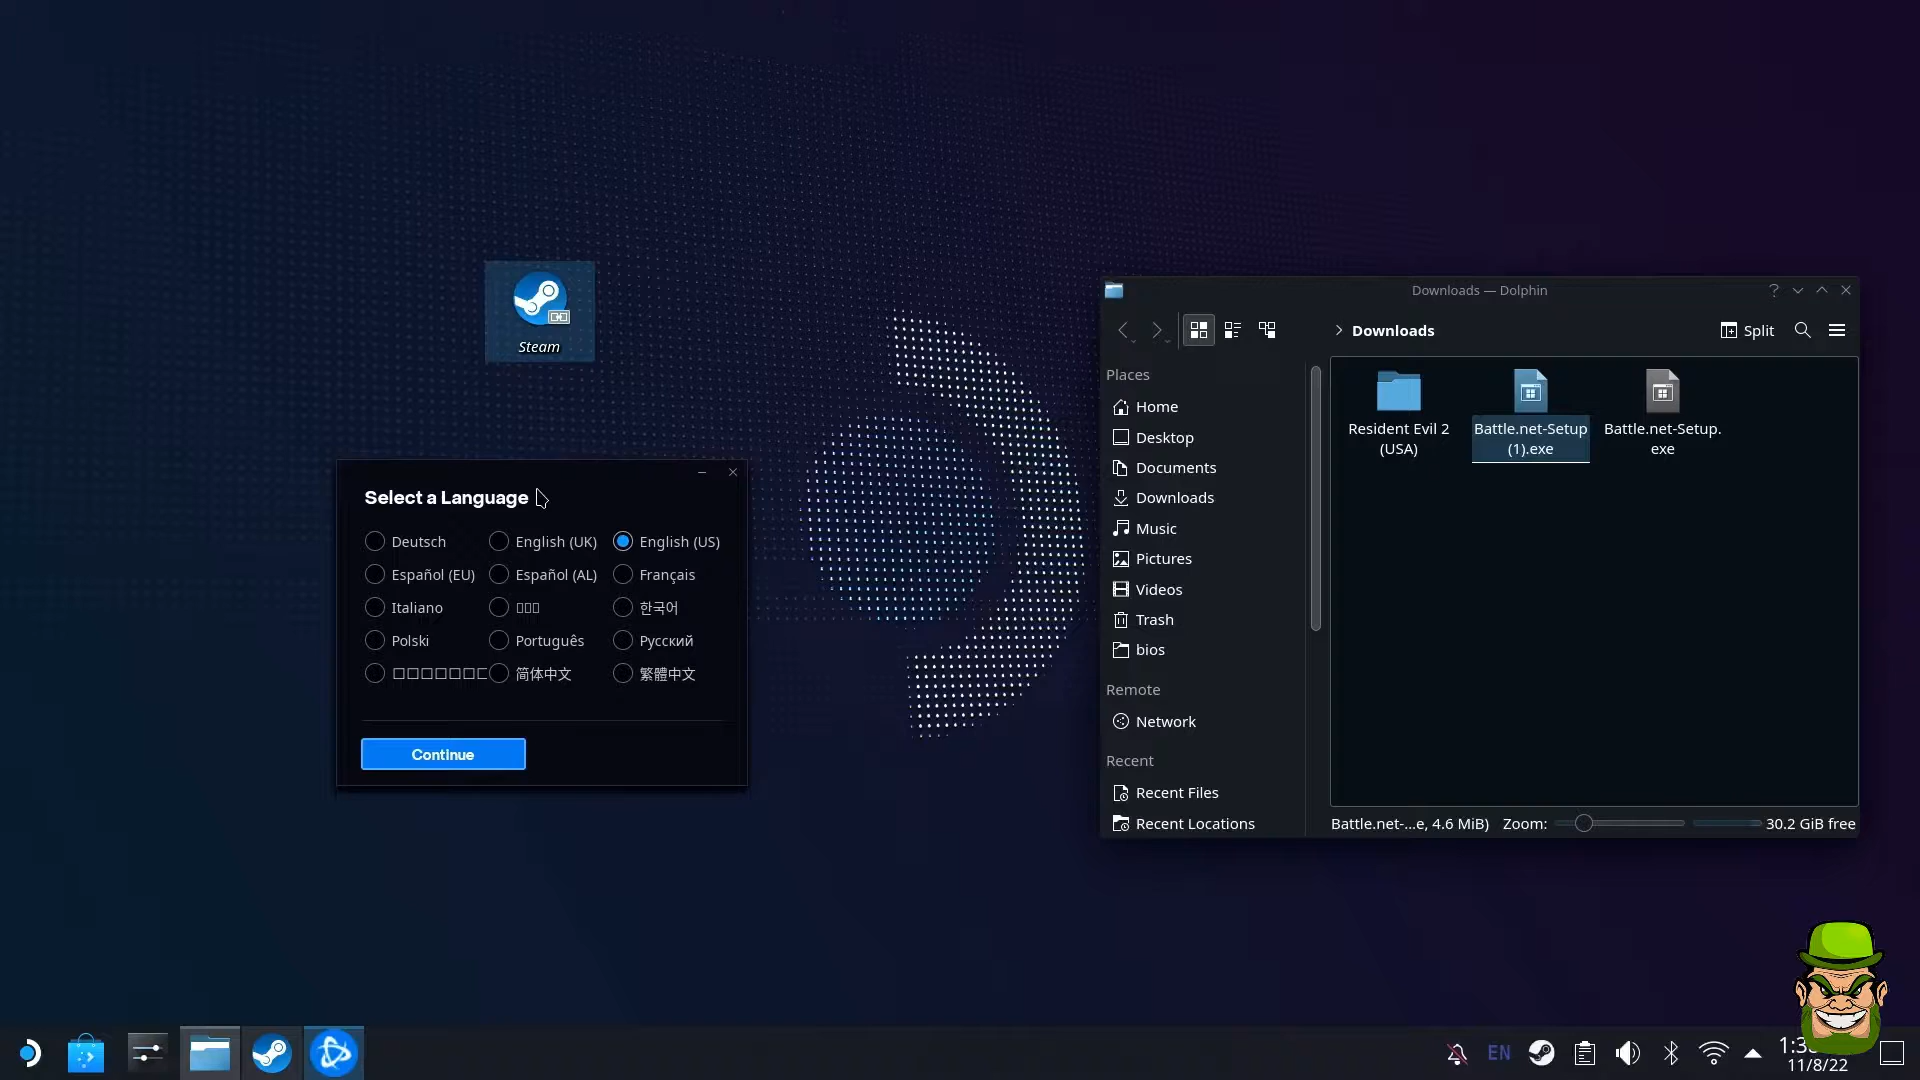 Steam
Select a Language
Deutsch English (UK) English (US)
Español (EU) Español (AL) Français
Italiano 한국어
Polski Português Русский
简体中文 繁體中文
Continue
Downloads — Dolphin
Downloads
Split
Places
Home
Desktop
Documents
Downloads
Music
Pictures
Videos
Trash
bios
Remote
Network
Recent
Recent Files
Recent Locations
Resident Evil 2
(USA)
Battle.net-Setup
(1).exe
Battle.net-Setup.
exe
Battle.net-...e, 4.6 MiB) Zoom: 30.2 GiB free
EN
11/8/22